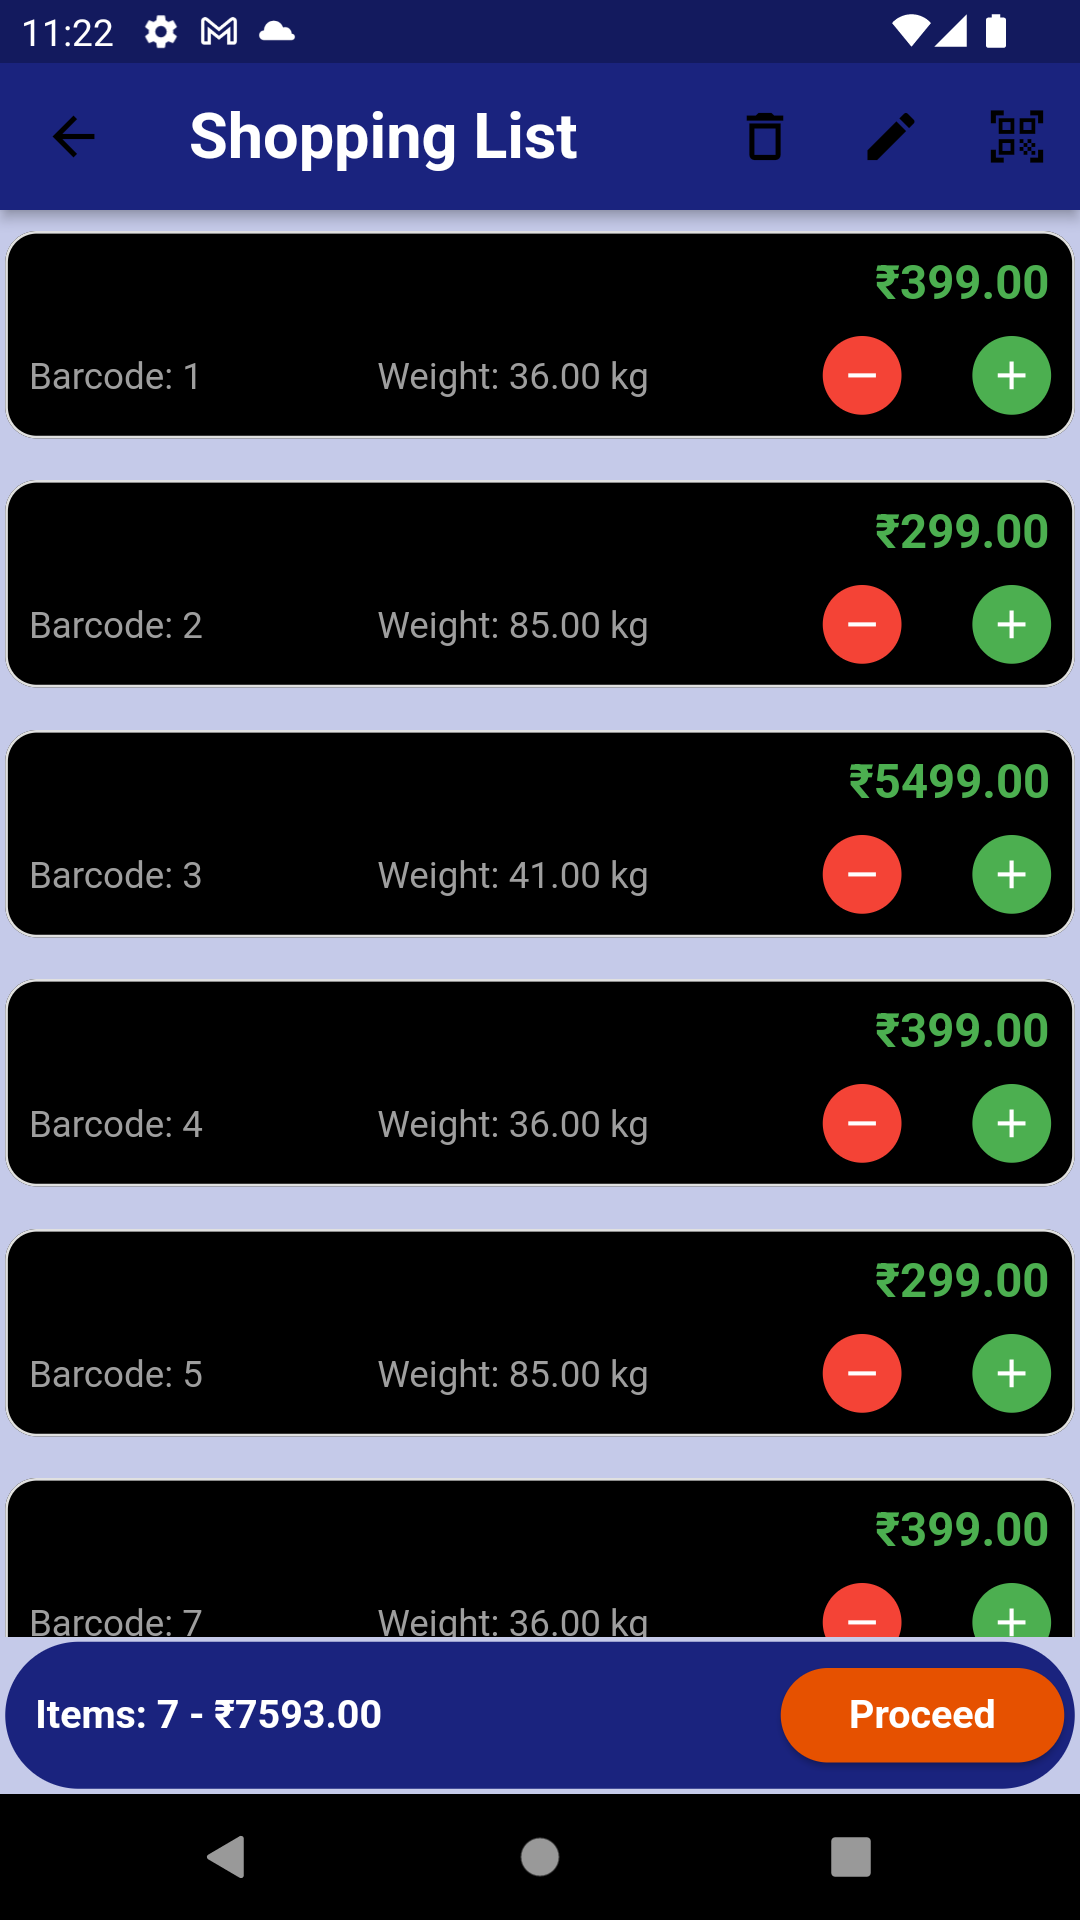 11:22
Shopping List
₹399.00
Barcode: 1 Weight: 36.00 kg
₹299.00
Barcode: 2 Weight: 85.00 kg
₹5499.00
Barcode: 3 Weight: 41.00 kg
₹399.00
Barcode: 4 Weight: 36.00 kg
₹299.00
Barcode: 5 Weight: 85.00 kg
₹399.00
Barcode: 7 Weight: 36.00 kg
Items: 7 - ₹7593.00 Proceed